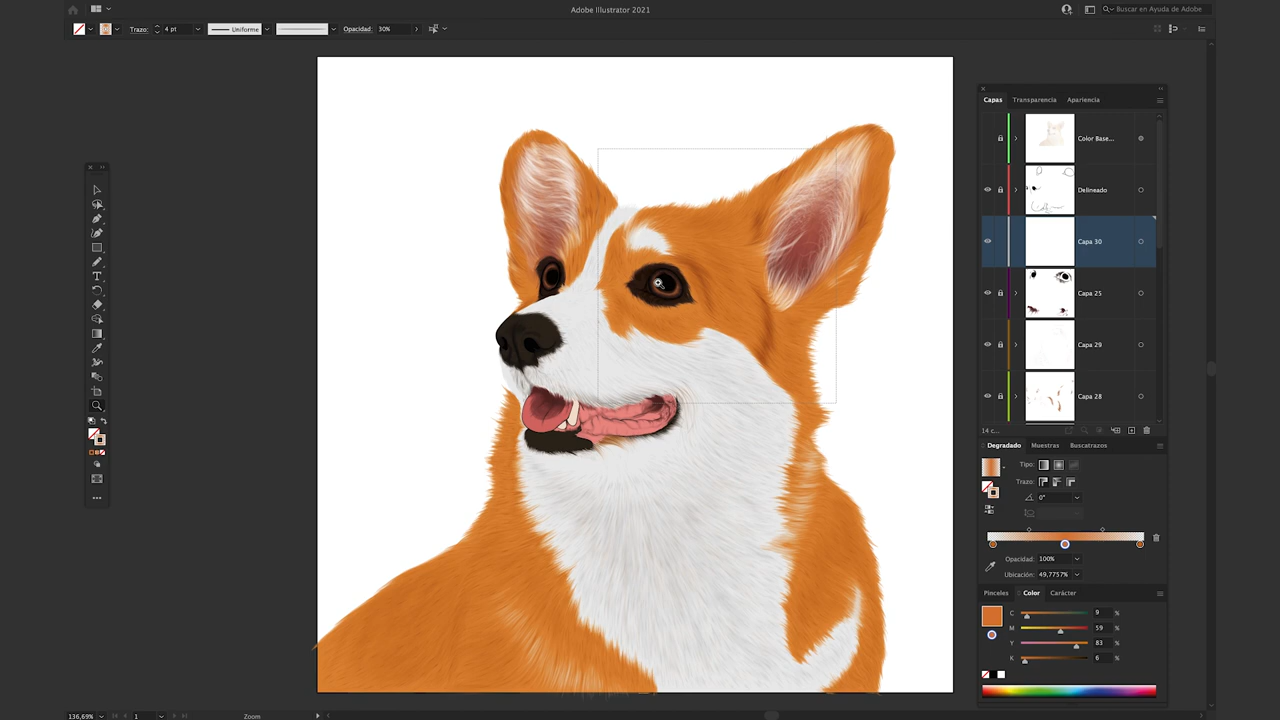 Adobe Illustrator 2021
Buscar en Ayuda de Adobe
Trazo: 4 pt Uniforme Opacidad: 30%
Capas Transparencia Apariencia
Color Base...
Delineado
Capa 30
Capa 25
Capa 29
Capa 28
14 c...
Degradado Muestras Buscatrazos
Tipo:
Trazo:
0°
Opacidad: 100%
Ubicación: 49,7757%
Pinceles Color Carácter
C 9 %
M 59 %
Y 83 %
K 6 %
136,69% 1 Zoom